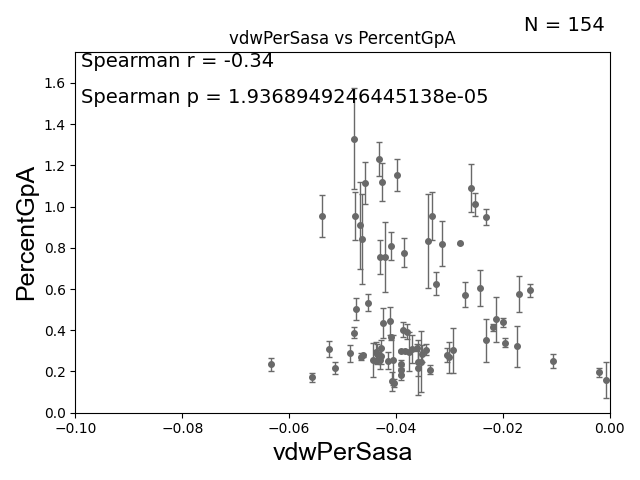 N = 154
vdwPerSasa vs PercentGpA
Spearman r = -0.34
Spearman p = 1.9368949246445138e-05
PercentGpA
1.6
1.4
1.2
1.0
0.8
0.6
0.4
0.2
0.0
−0.10 −0.08 −0.06 −0.04 −0.02 0.00
vdwPerSasa